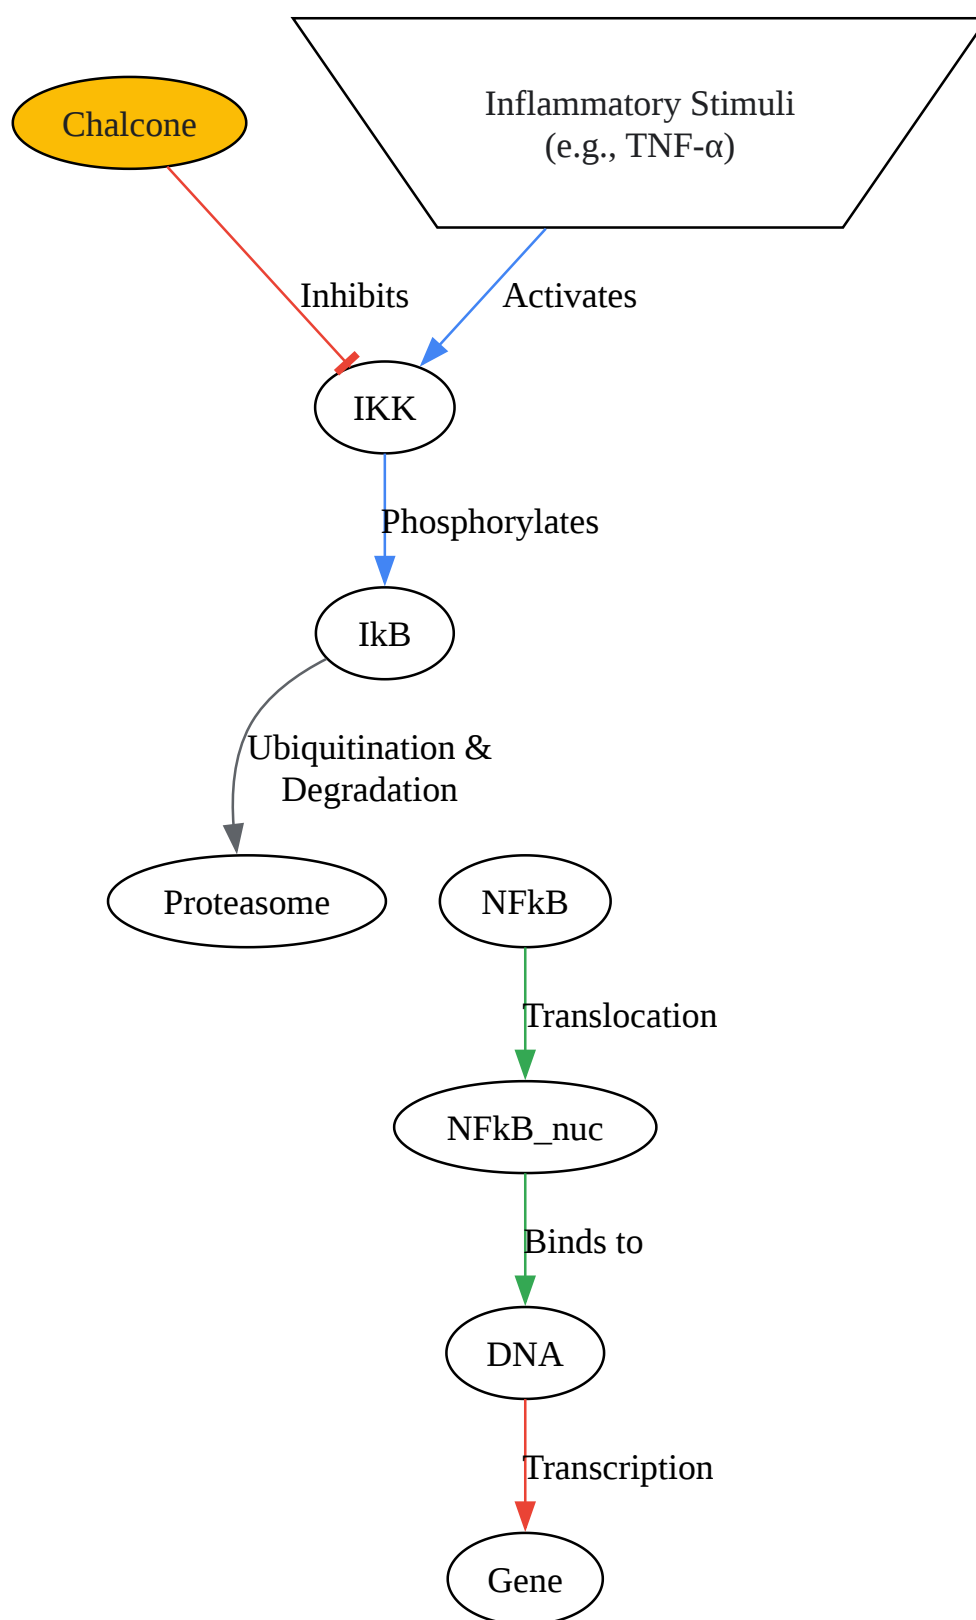 Chalcone
Inflammatory Stimuli
(e.g., TNF-α)
Inhibits
Activates
IKK
Phosphorylates
IkB
Ubiquitination &
Degradation
Proteasome
NFkB
Translocation
NFkB_nuc
Binds to
DNA
Transcription
Gene